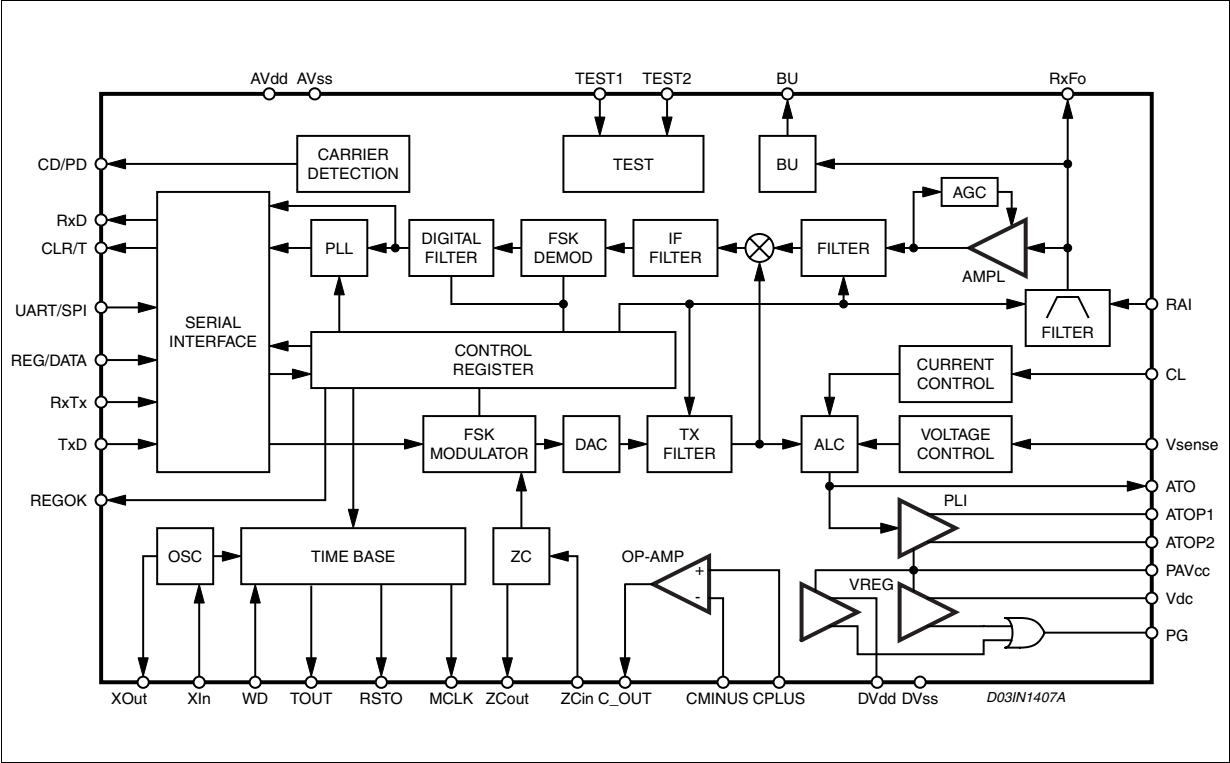 AVdd AVss TEST1 TEST2 BU RxFo
CD/PD
CARRIER
DETECTION
TEST
BU
AGC
RxD
CLR/T
PLL
DIGITAL
FILTER
FSK
DEMOD
IF
FILTER
FILTER
AMPL
UART/SPI
SERIAL
INTERFACE
FILTER
RAI
REG/DATA
CONTROL
REGISTER
CURRENT
CONTROL
CL
RxTx
TxD
FSK
MODULATOR
DAC
TX
FILTER
ALC
VOLTAGE
CONTROL
Vsense
REGOK
ATO
PLI
ATOP1
ATOP2
OSC
TIME BASE
ZC
OP-AMP
+
-
VREG
PAVcc
Vdc
PG
XOut XIn WD TOUT RSTO MCLK ZCout ZCin C_OUT CMINUS CPLUS DVdd DVss D03IN1407A